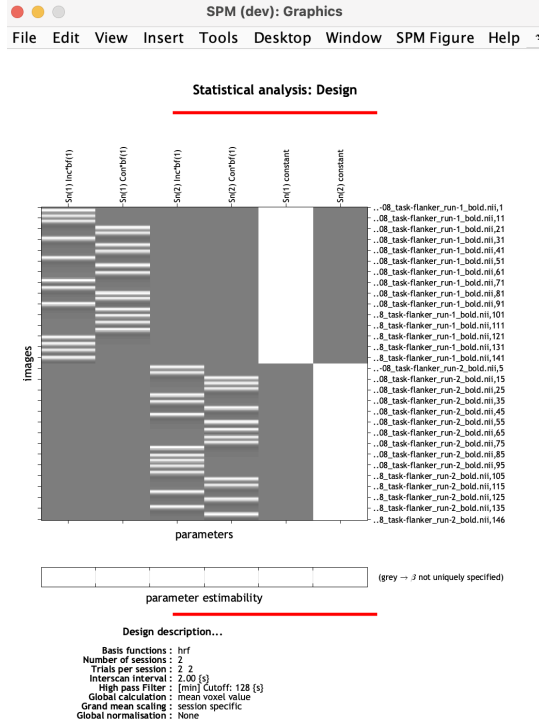 SPM (dev): Graphics
File Edit View Insert Tools Desktop Window SPM Figure Help
Statistical analysis: Design
Sn(1) Inc*bf(1)
Sn(1) Con*bf(1)
Sn(2) Inc*bf(1)
Sn(2) Con*bf(1)
Sn(1) constant
Sn(2) constant
images
..-08_task-flanker_run-1_bold.nii,1
..08_task-flanker_run-1_bold.nii,11
..08_task-flanker_run-1_bold.nii,21
..08_task-flanker_run-1_bold.nii,31
..08_task-flanker_run-1_bold.nii,41
..08_task-flanker_run-1_bold.nii,51
..08_task-flanker_run-1_bold.nii,61
..08_task-flanker_run-1_bold.nii,71
..08_task-flanker_run-1_bold.nii,81
..08_task-flanker_run-1_bold.nii,91
..8_task-flanker_run-1_bold.nii,101
..8_task-flanker_run-1_bold.nii,111
..8_task-flanker_run-1_bold.nii,121
..8_task-flanker_run-1_bold.nii,131
..8_task-flanker_run-1_bold.nii,141
..-08_task-flanker_run-2_bold.nii,5
..08_task-flanker_run-2_bold.nii,15
..08_task-flanker_run-2_bold.nii,25
..08_task-flanker_run-2_bold.nii,35
..08_task-flanker_run-2_bold.nii,45
..08_task-flanker_run-2_bold.nii,55
..08_task-flanker_run-2_bold.nii,65
..08_task-flanker_run-2_bold.nii,75
..08_task-flanker_run-2_bold.nii,85
..08_task-flanker_run-2_bold.nii,95
..8_task-flanker_run-2_bold.nii,105
..8_task-flanker_run-2_bold.nii,115
..8_task-flanker_run-2_bold.nii,125
..8_task-flanker_run-2_bold.nii,135
..8_task-flanker_run-2_bold.nii,146
parameters
(grey → β not uniquely specified)
parameter estimability
Design description...
Basis functions : hrf
Number of sessions : 2
Trials per session : 2 2
Interscan interval : 2.00 {s}
High pass Filter : [min] Cutoff: 128 {s}
Global calculation : mean voxel value
Grand mean scaling : session specific
Global normalisation : None